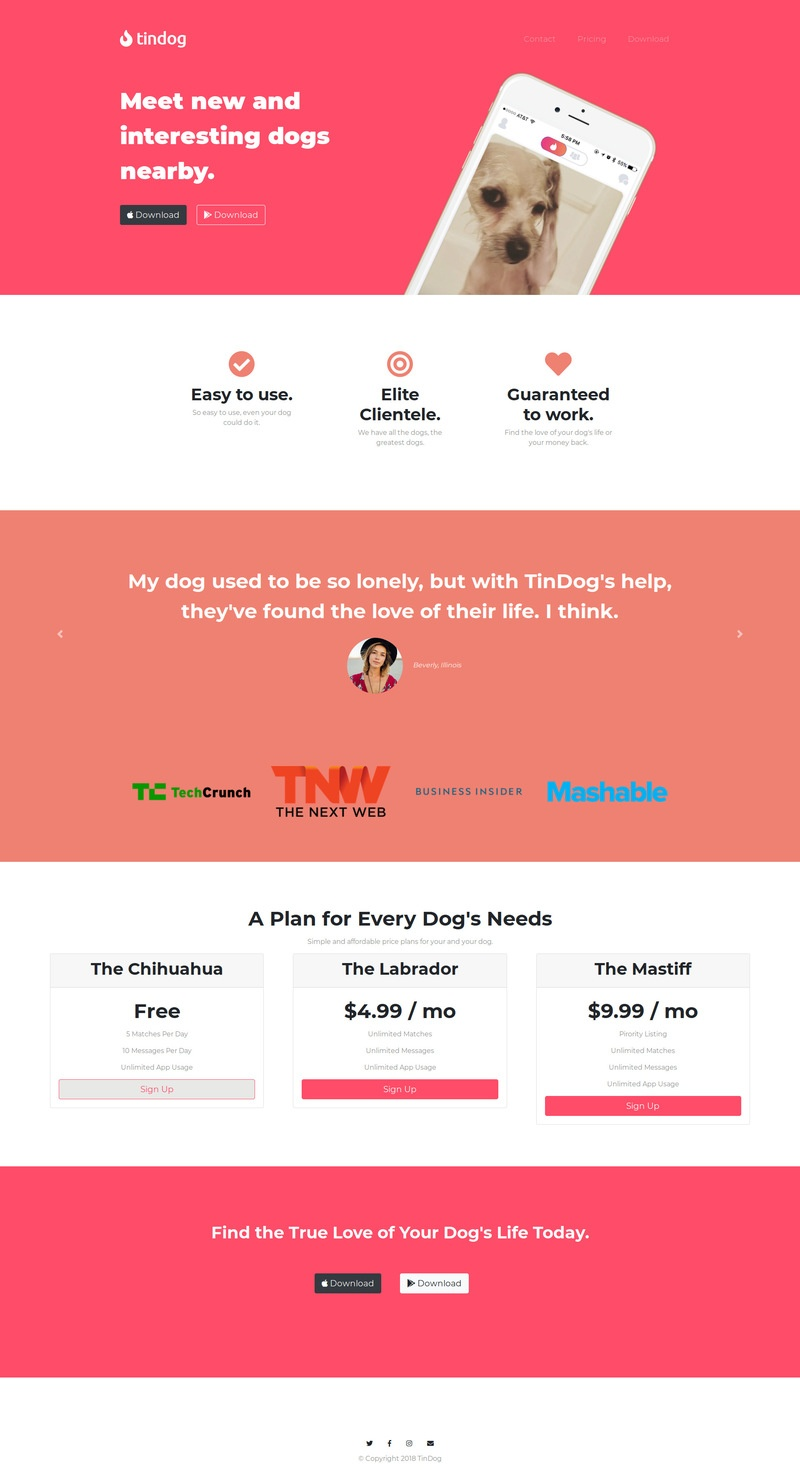 tindog
Contact Pricing Download
Meet new and
interesting dogs
nearby.
Download Download
AT&T 5:58 PM 55%
Easy to use.
So easy to use, even your dog
could do it.
Elite
Clientele.
We have all the dogs, the
greatest dogs.
Guaranteed
to work.
Find the love of your dog's life or
your money back.
My dog used to be so lonely, but with TinDog's help,
they've found the love of their life. I think.
Beverly, Illinois
TC TechCrunch
TNW
THE NEXT WEB
BUSINESS INSIDER
Mashable
A Plan for Every Dog's Needs
Simple and affordable price plans for your and your dog.
The Chihuahua
Free
5 Matches Per Day
10 Messages Per Day
Unlimited App Usage
Sign Up
The Labrador
$4.99 / mo
Unlimited Matches
Unlimited Messages
Unlimited App Usage
Sign Up
The Mastiff
$9.99 / mo
Pirority Listing
Unlimited Matches
Unlimited Messages
Unlimited App Usage
Sign Up
Find the True Love of Your Dog's Life Today.
Download Download
© Copyright 2018 TinDog